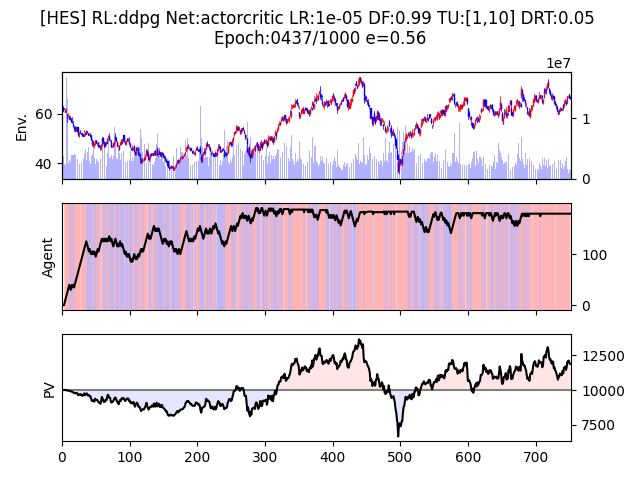 [HES] RL:ddpg Net:actorcritic LR:1e-05 DF:0.99 TU:[1,10] DRT:0.05
Epoch:0437/1000 e=0.56
1e7
Env.
60
40
1
0
Agent
100
0
PV
12500
10000
7500
0 100 200 300 400 500 600 700